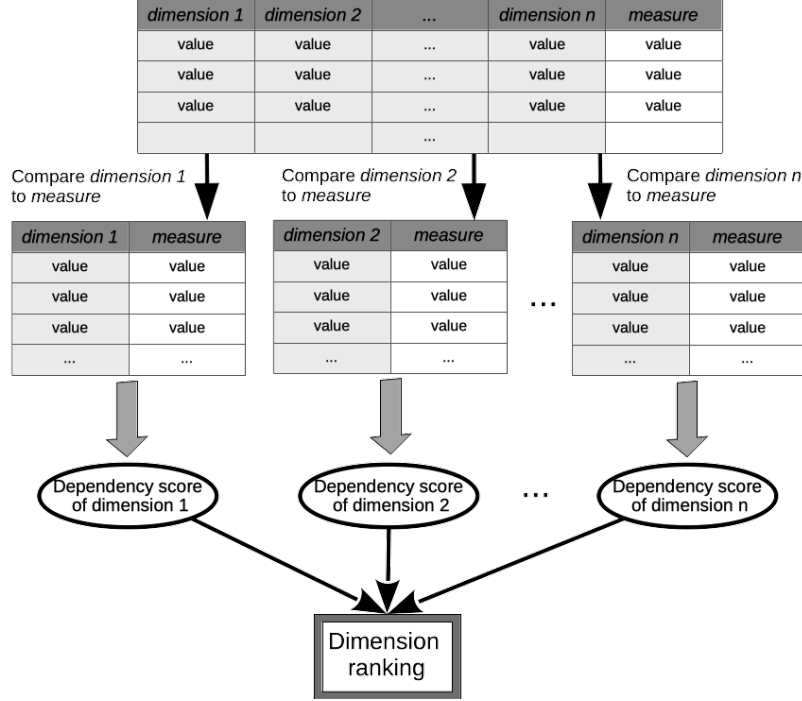 dimension 1 dimension 2 ... dimension n measure
value value ... value value
value value ... value value
value value ... value value
...
Compare dimension 1
to measure
Compare dimension 2
to measure
Compare dimension n
to measure
dimension 1 measure
value value
value value
value value
... ...
dimension 2 measure
value value
value value
value value
... ...
...
dimension n measure
value value
value value
value value
... ...
Dependency score
of dimension 1
Dependency score
of dimension 2
...
Dependency score
of dimension n
Dimension
ranking